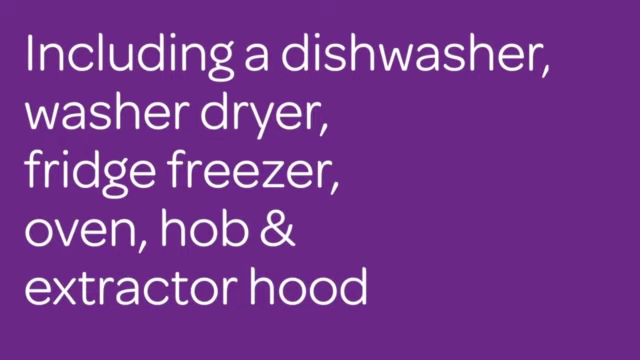 Including a dishwasher,
washer dryer,
fridge freezer,
oven, hob &
extractor hood